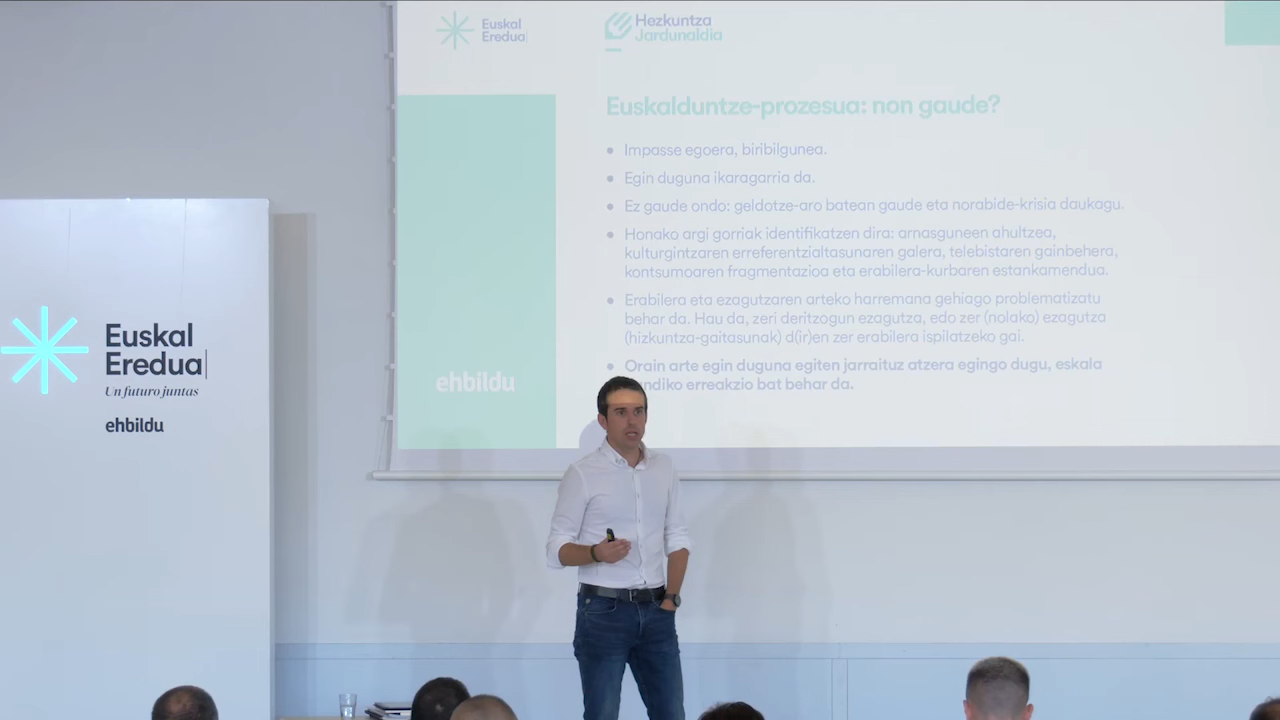 Euskal
Eredua
Hezkuntza
Jardunaldia
Euskalduntze-prozesua: non gaude?
• Impasse egoera, biribilgunea.
• Egin duguna ikaragarria da.
• Ez gaude ondo: geldotze-aro batean gaude eta norabide-krisia daukagu.
• Honako argi gorriak identifikatzen dira: arnasguneen ahultzea,
kulturgintzaren erreferentzialtasunaren galera, telebistaren gainbehera,
kontsumoaren fragmentazioa eta erabilera-kurbaren estankamendua.
• Erabilera eta ezagutzaren arteko harremana gehiago problematizatu
behar da. Hau da, zeri deritzogun ezagutza, edo zer (nolako) ezagutza
(hizkuntza-gaitasunak) d(ir)en zer erabilera ispilatzeko gai.
• Orain arte egin duguna egiten jarraituz atzera egingo dugu, eskala
erreakzio bat behar da.
ehbildu
Euskal
Eredua
Un futuro juntas
ehbildu